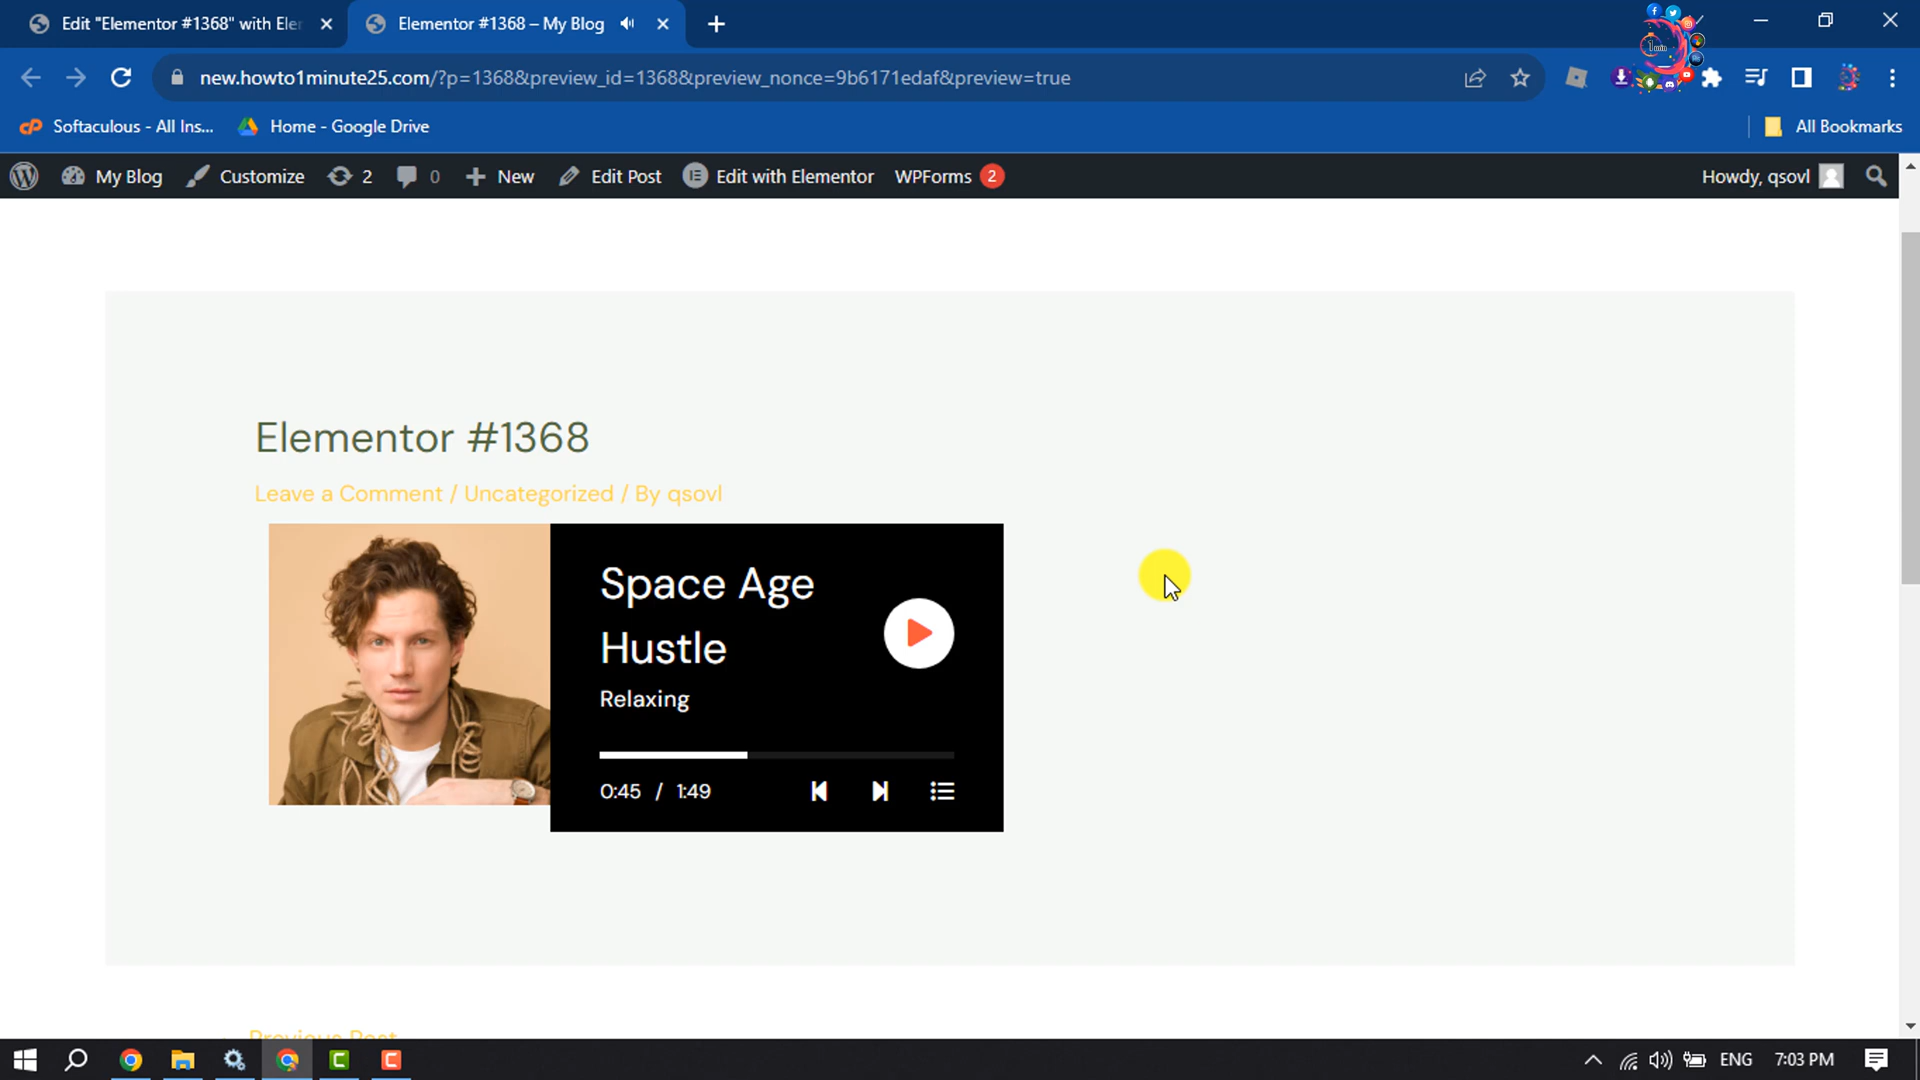 Edit "Elementor #1368" with Ele
Elementor #1368 – My Blog
new.howto1minute25.com/?p=1368&preview_id=1368&preview_nonce=9b6171edaf&preview=true
Softaculous - All Ins...
Home - Google Drive
All Bookmarks
My Blog
Customize
2
0
New
Edit Post
Edit with Elementor
WPForms 2
Howdy, qsovl
Elementor #1368
Leave a Comment / Uncategorized / By qsovl
Space Age
Hustle
Relaxing
0:45 / 1:49
Previous Post
ENG
7:03 PM